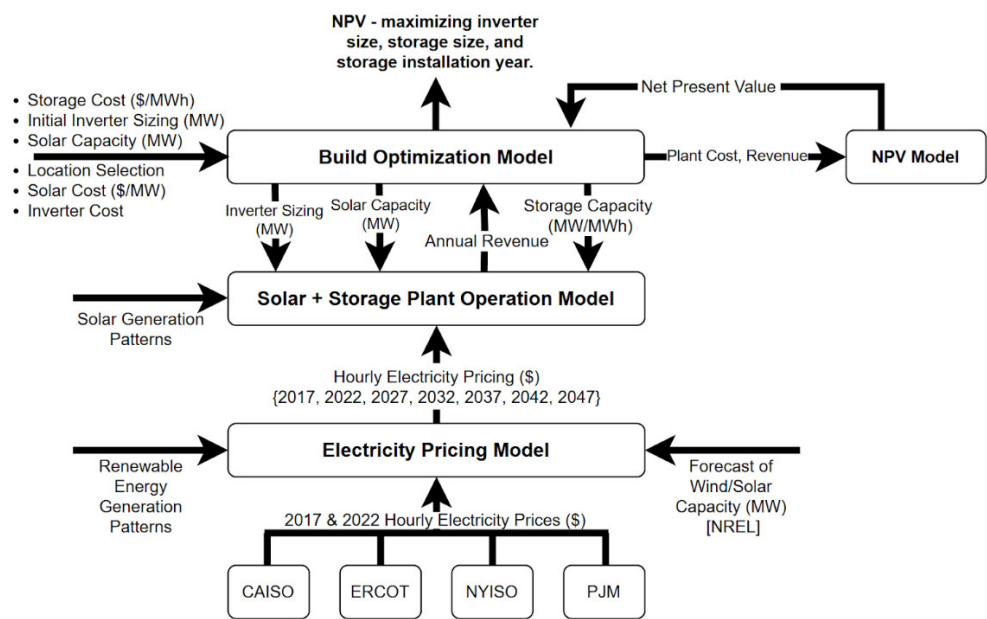 NPV - maximizing inverter
size, storage size, and
storage installation year.
• Storage Cost ($/MWh)
• Initial Inverter Sizing (MW)
• Solar Capacity (MW)
• Location Selection
• Solar Cost ($/MW)
• Inverter Cost
Net Present Value
Build Optimization Model
Plant Cost, Revenue
NPV Model
Inverter Sizing
(MW)
Solar Capacity
(MW)
Annual Revenue
Storage Capacity
(MW/MWh)
Solar + Storage Plant Operation Model
Solar Generation
Patterns
Hourly Electricity Pricing ($)
{2017, 2022, 2027, 2032, 2037, 2042, 2047}
Electricity Pricing Model
Renewable
Energy
Generation
Patterns
Forecast of
Wind/Solar
Capacity (MW)
[NREL]
2017 & 2022 Hourly Electricity Prices ($)
CAISO
ERCOT
NYISO
PJM